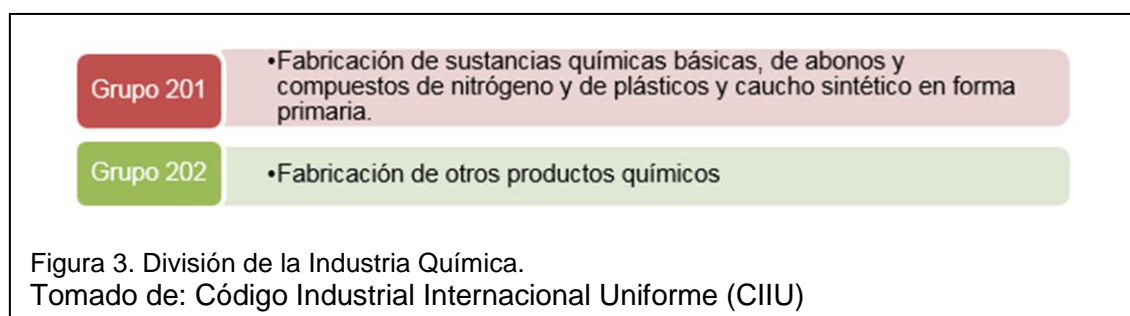 Grupo 201
•Fabricación de sustancias químicas básicas, de abonos y
compuestos de nitrógeno y de plásticos y caucho sintético en forma
primaria.
Grupo 202
•Fabricación de otros productos químicos
Figura 3. División de la Industria Química.
Tomado de: Código Industrial Internacional Uniforme (CIIU)